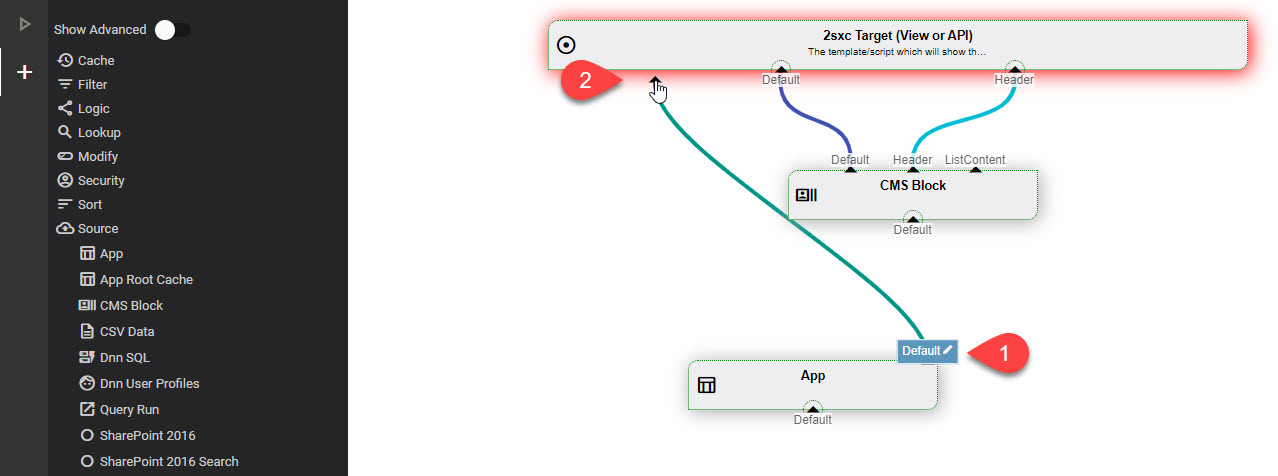 Show Advanced
Cache
Filter
Logic
Lookup
Modify
Security
Sort
Source
App
App Root Cache
CMS Block
CSV Data
Dnn SQL
Dnn User Profiles
Query Run
SharePoint 2016
SharePoint 2016 Search
2sxc Target (View or API)
The template/script which will show th...
2
Default
Header
Default
Header
ListContent
CMS Block
Default
Default
1
App
Default